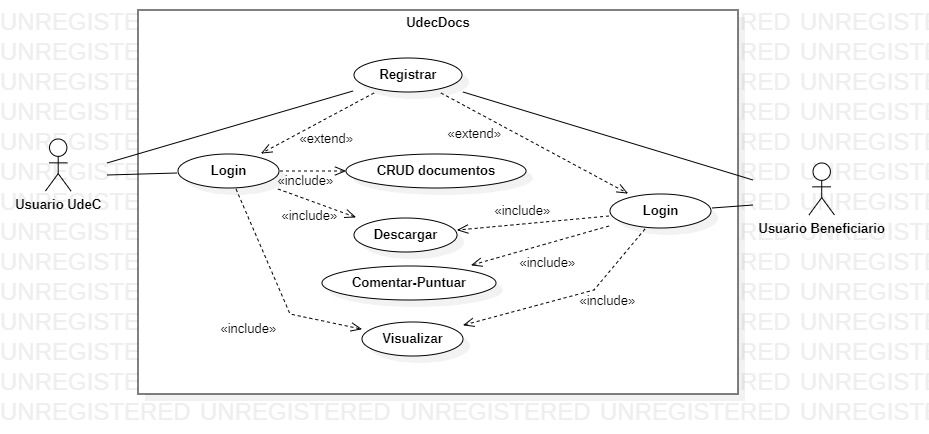 UdecDocs
Registrar
«extend»
«extend»
Login
CRUD documentos
«include»
Usuario UdeC
Login
«include»
«include»
Usuario Beneficiario
Descargar
«include»
Comentar-Puntuar
«include»
«include»
Visualizar
UNREGISTERED UNREGISTERED UNREGISTERED UNREGISTERED UNREGISTE